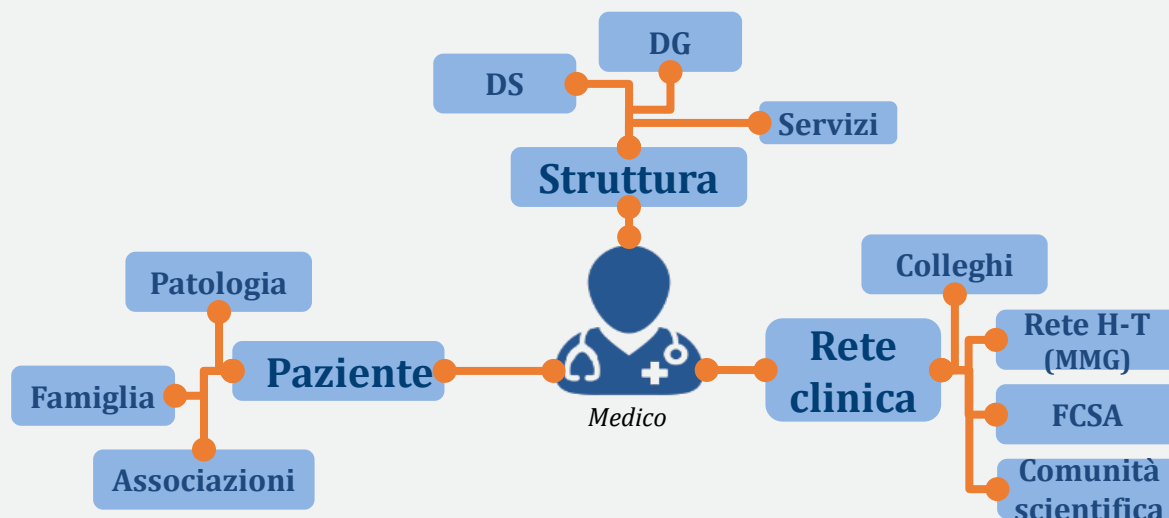 DG
DS
Servizi
Struttura
Patologia
Paziente
Famiglia
Associazioni
Medico
Colleghi
Rete
clinica
Rete H-T
(MMG)
FCSA
Comunità
scientifica